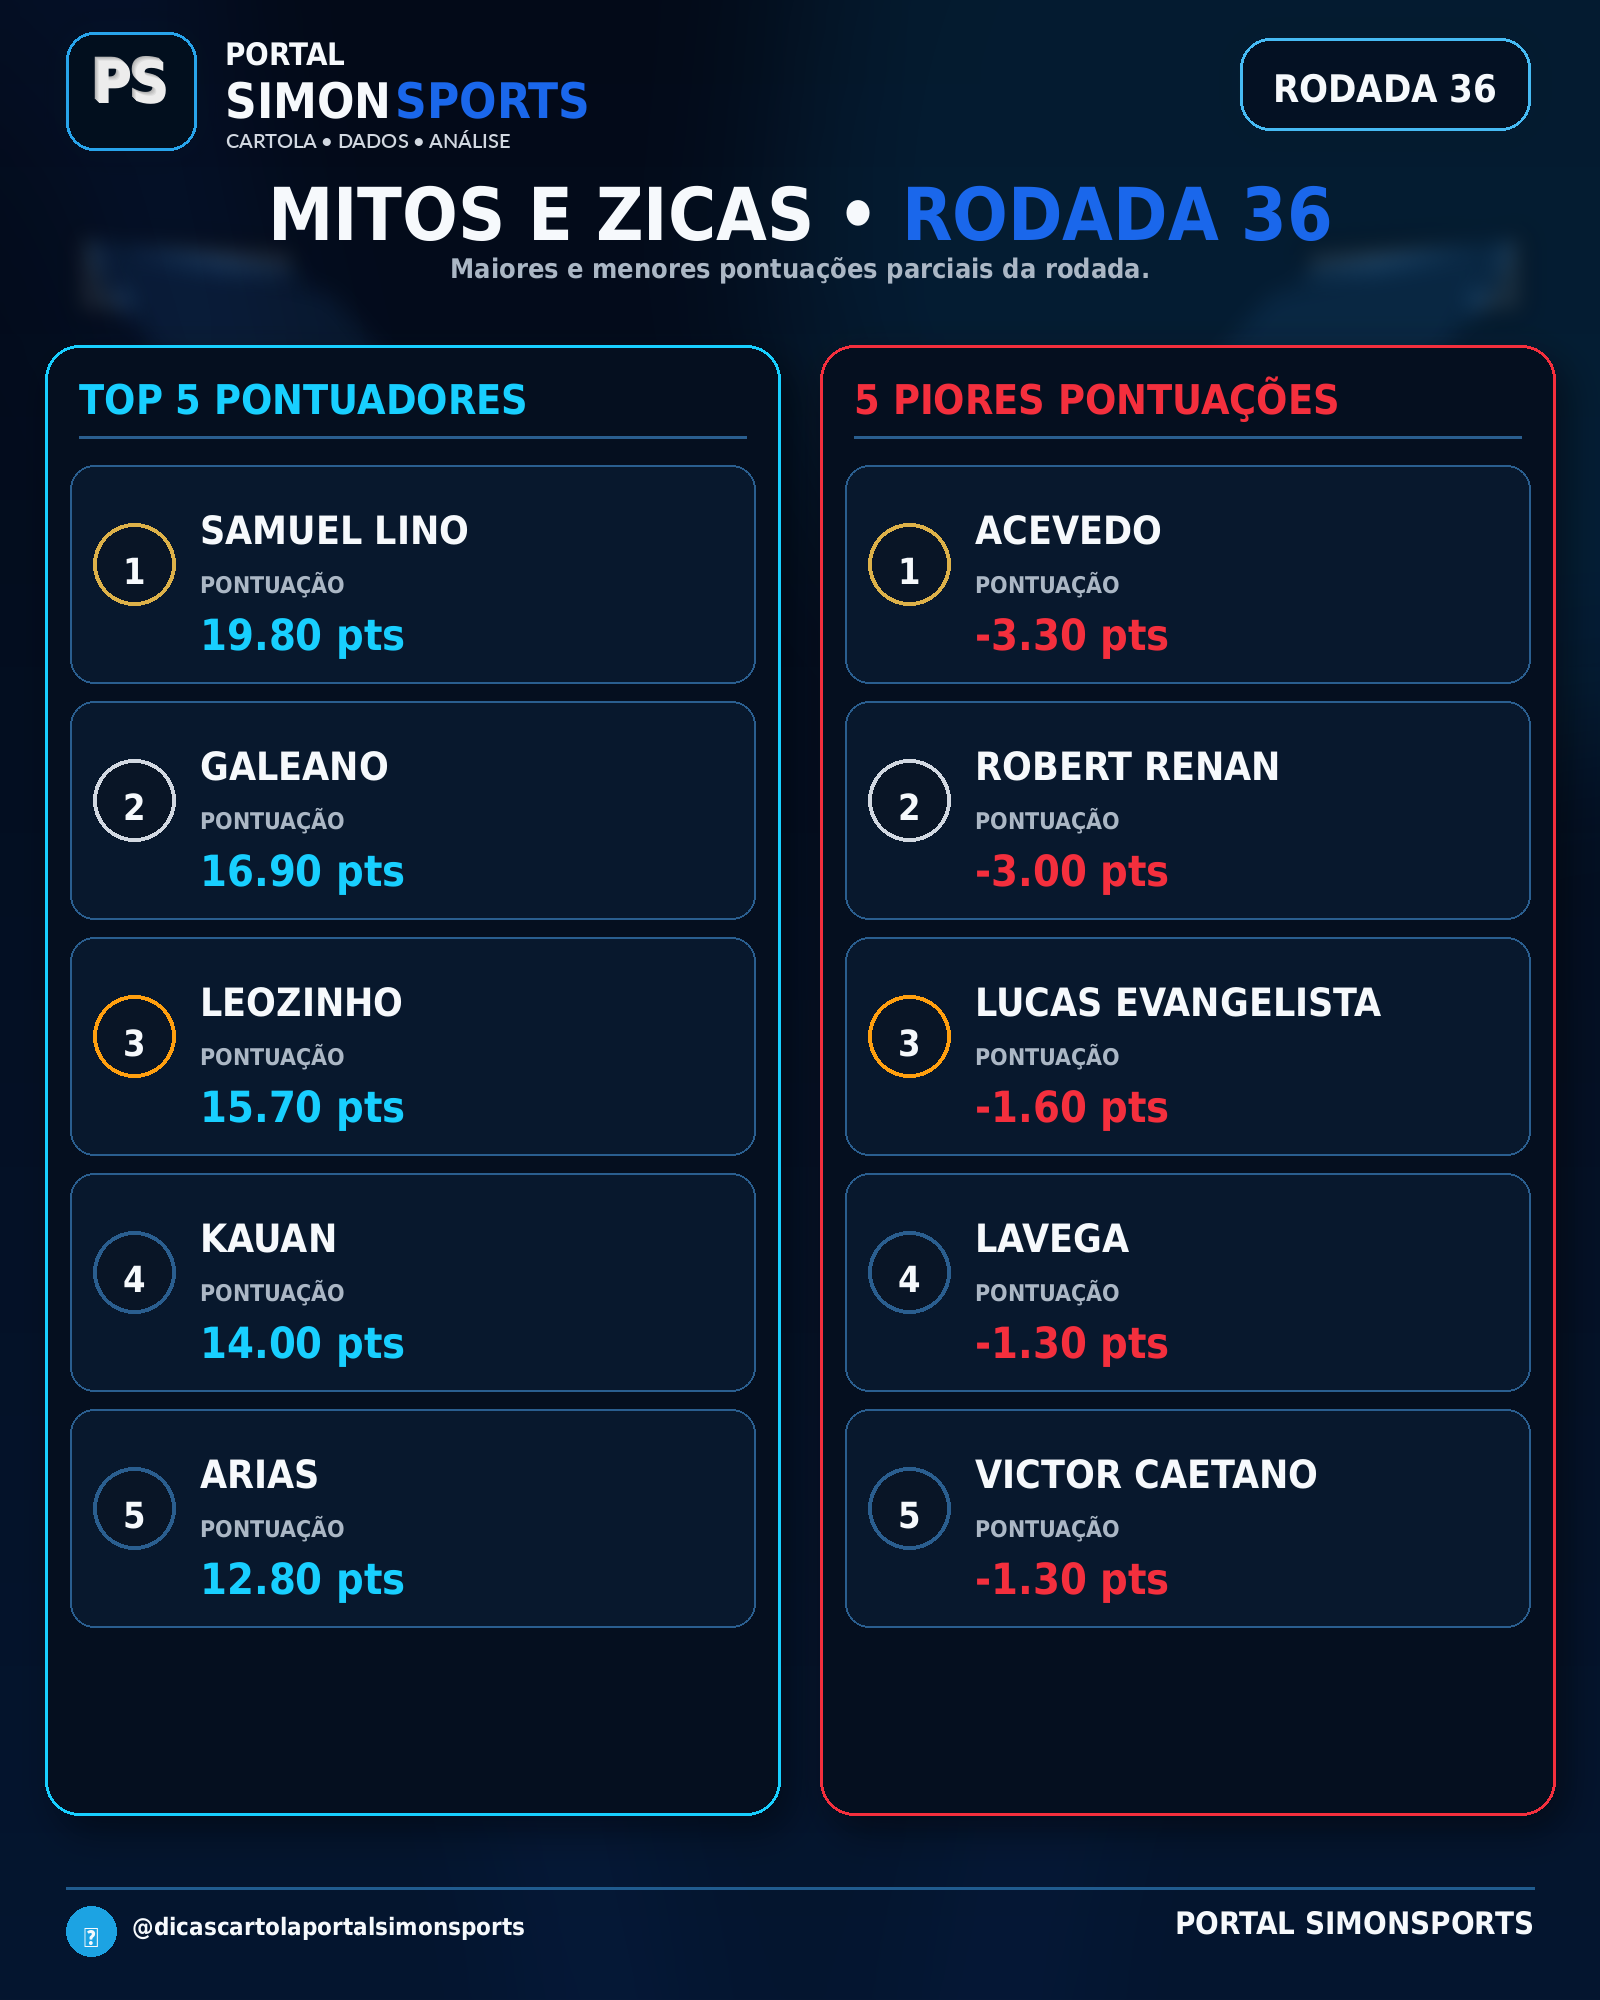 PS
PORTAL
SIMONSPORTS
CARTOLA • DADOS • ANÁLISE
RODADA 36
MITOS E ZICAS • RODADA 36
Maiores e menores pontuações parciais da rodada.
TOP 5 PONTUADORES
1
SAMUEL LINO
PONTUAÇÃO
19.80 pts
2
GALEANO
PONTUAÇÃO
16.90 pts
3
LEOZINHO
PONTUAÇÃO
15.70 pts
4
KAUAN
PONTUAÇÃO
14.00 pts
5
ARIAS
PONTUAÇÃO
12.80 pts
5 PIORES PONTUAÇÕES
1
ACEVEDO
PONTUAÇÃO
-3.30 pts
2
ROBERT RENAN
PONTUAÇÃO
-3.00 pts
3
LUCAS EVANGELISTA
PONTUAÇÃO
-1.60 pts
4
LAVEGA
PONTUAÇÃO
-1.30 pts
5
VICTOR CAETANO
PONTUAÇÃO
-1.30 pts
@dicascartolaportalsimonsports
PORTAL SIMONSPORTS